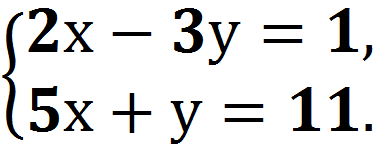 2x − 3y = 1,
5x + y = 11.